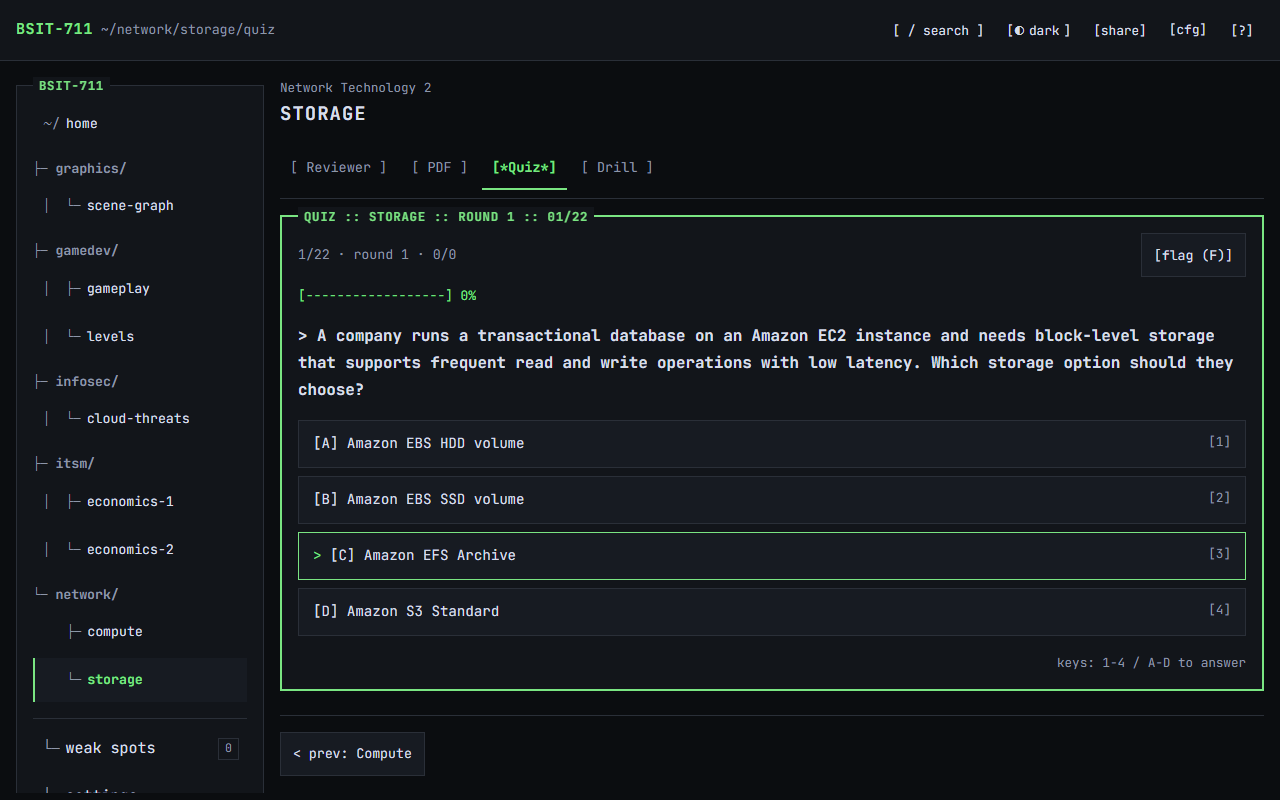 BSIT-711 ~/network/storage/quiz
[ / search ] [◐ dark ] [share] [cfg] [?]
BSIT-711
~/ home
├─ graphics/
│ └─ scene-graph
├─ gamedev/
│ ├─ gameplay
│ └─ levels
├─ infosec/
│ └─ cloud-threats
├─ itsm/
│ ├─ economics-1
│ └─ economics-2
└─ network/
├─ compute
└─ storage
└─ weak spots 0
Network Technology 2
STORAGE
[ Reviewer ] [ PDF ] [*Quiz*] [ Drill ]
QUIZ :: STORAGE :: ROUND 1 :: 01/22
1/22 · round 1 · 0/0
[flag (F)]
[------------------] 0%
> A company runs a transactional database on an Amazon EC2 instance and needs block-level storage
that supports frequent read and write operations with low latency. Which storage option should they
choose?
[A] Amazon EBS HDD volume [1]
[B] Amazon EBS SSD volume [2]
> [C] Amazon EFS Archive [3]
[D] Amazon S3 Standard [4]
keys: 1-4 / A-D to answer
< prev: Compute